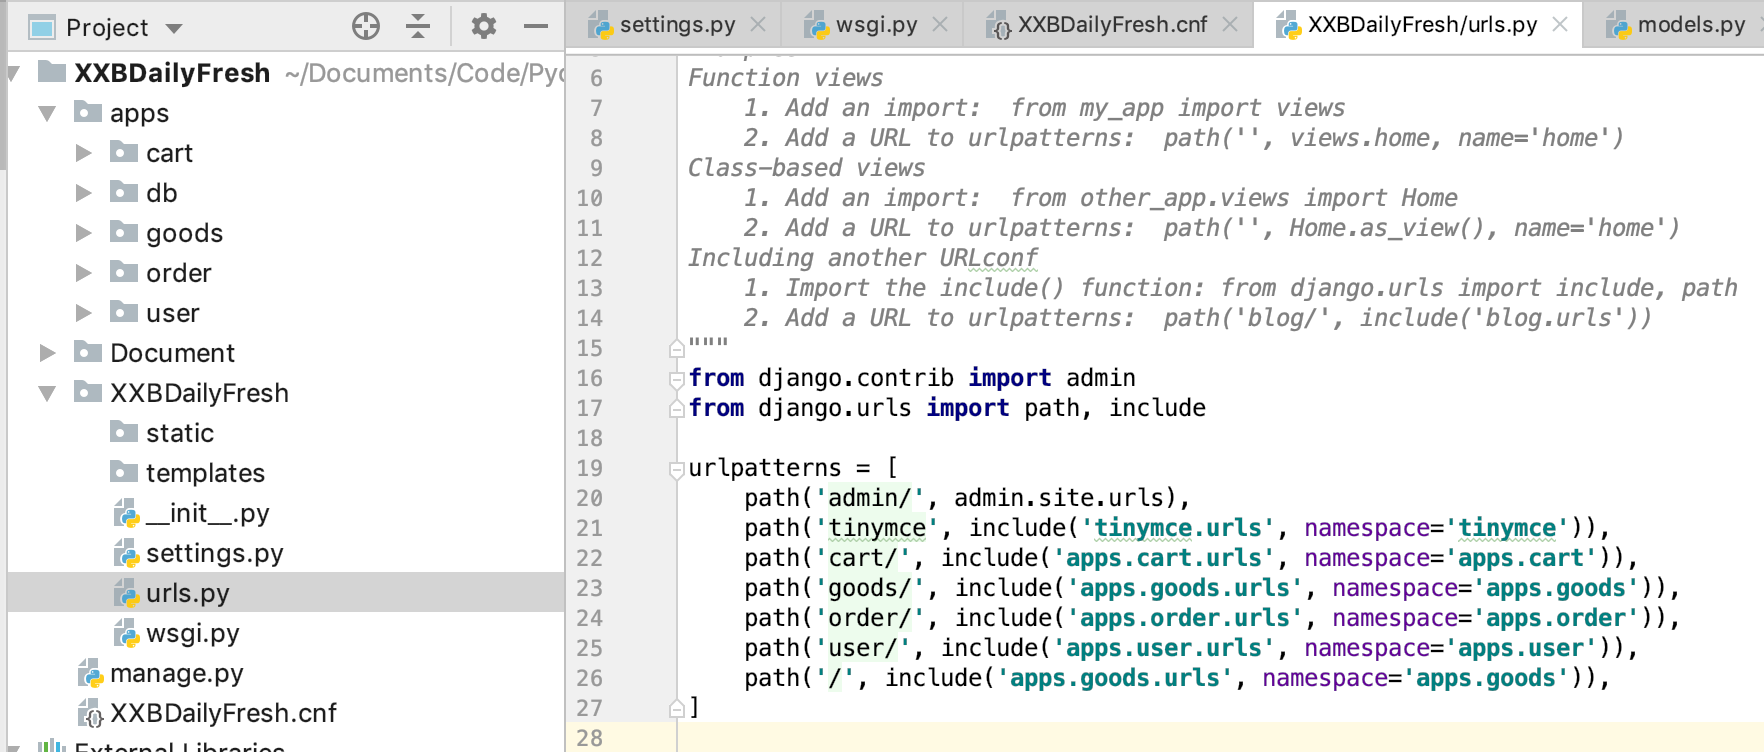 Project
XXBDailyFresh ~/Documents/Code/Pyc
apps
cart
db
goods
order
user
Document
XXBDailyFresh
static
templates
__init__.py
settings.py
urls.py
wsgi.py
manage.py
XXBDailyFresh.cnf
External Libraries
settings.py
wsgi.py
XXBDailyFresh.cnf
XXBDailyFresh/urls.py
models.py
6 Function views
7 1. Add an import:  from my_app import views
8 2. Add a URL to urlpatterns:  path('', views.home, name='home')
9 Class-based views
10 1. Add an import:  from other_app.views import Home
11 2. Add a URL to urlpatterns:  path('', Home.as_view(), name='home')
12 Including another URLconf
13 1. Import the include() function: from django.urls import include, path
14 2. Add a URL to urlpatterns:  path('blog/', include('blog.urls'))
15 """
16 from django.contrib import admin
17 from django.urls import path, include
18
19 urlpatterns = [
20 path('admin/', admin.site.urls),
21 path('tinymce', include('tinymce.urls', namespace='tinymce')),
22 path('cart/', include('apps.cart.urls', namespace='apps.cart')),
23 path('goods/', include('apps.goods.urls', namespace='apps.goods')),
24 path('order/', include('apps.order.urls', namespace='apps.order')),
25 path('user/', include('apps.user.urls', namespace='apps.user')),
26 path('/', include('apps.goods.urls', namespace='apps.goods')),
27 ]
28